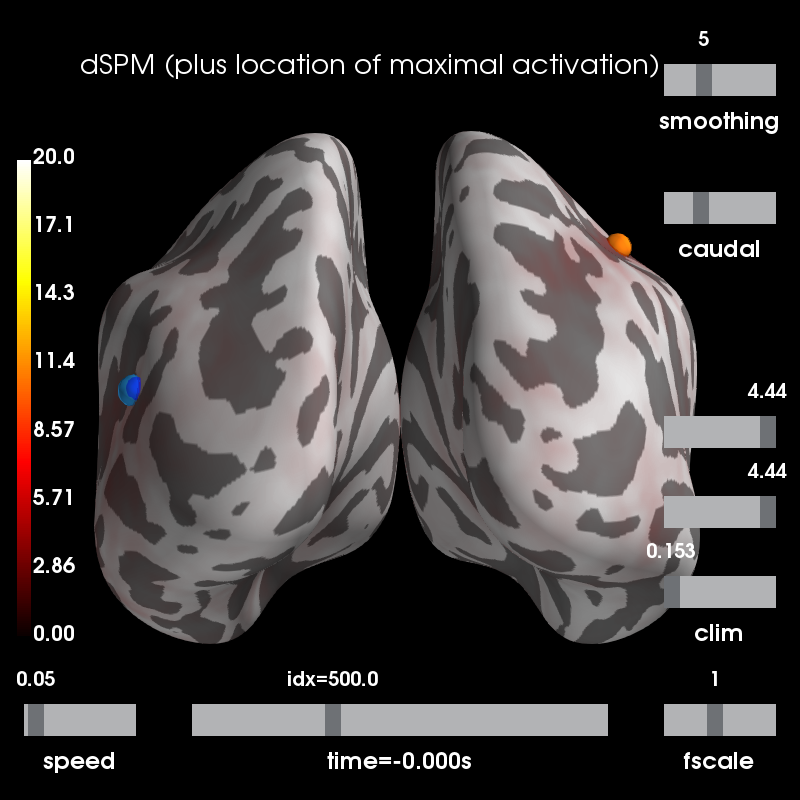 5
dSPM (plus location of maximal activation)
smoothing
20.0
17.1
caudal
14.3
11.4
4.44
8.57
4.44
5.71
0.153
2.86
0.00
clim
0.05
idx=500.0
1
speed
time=-0.000s
fscale